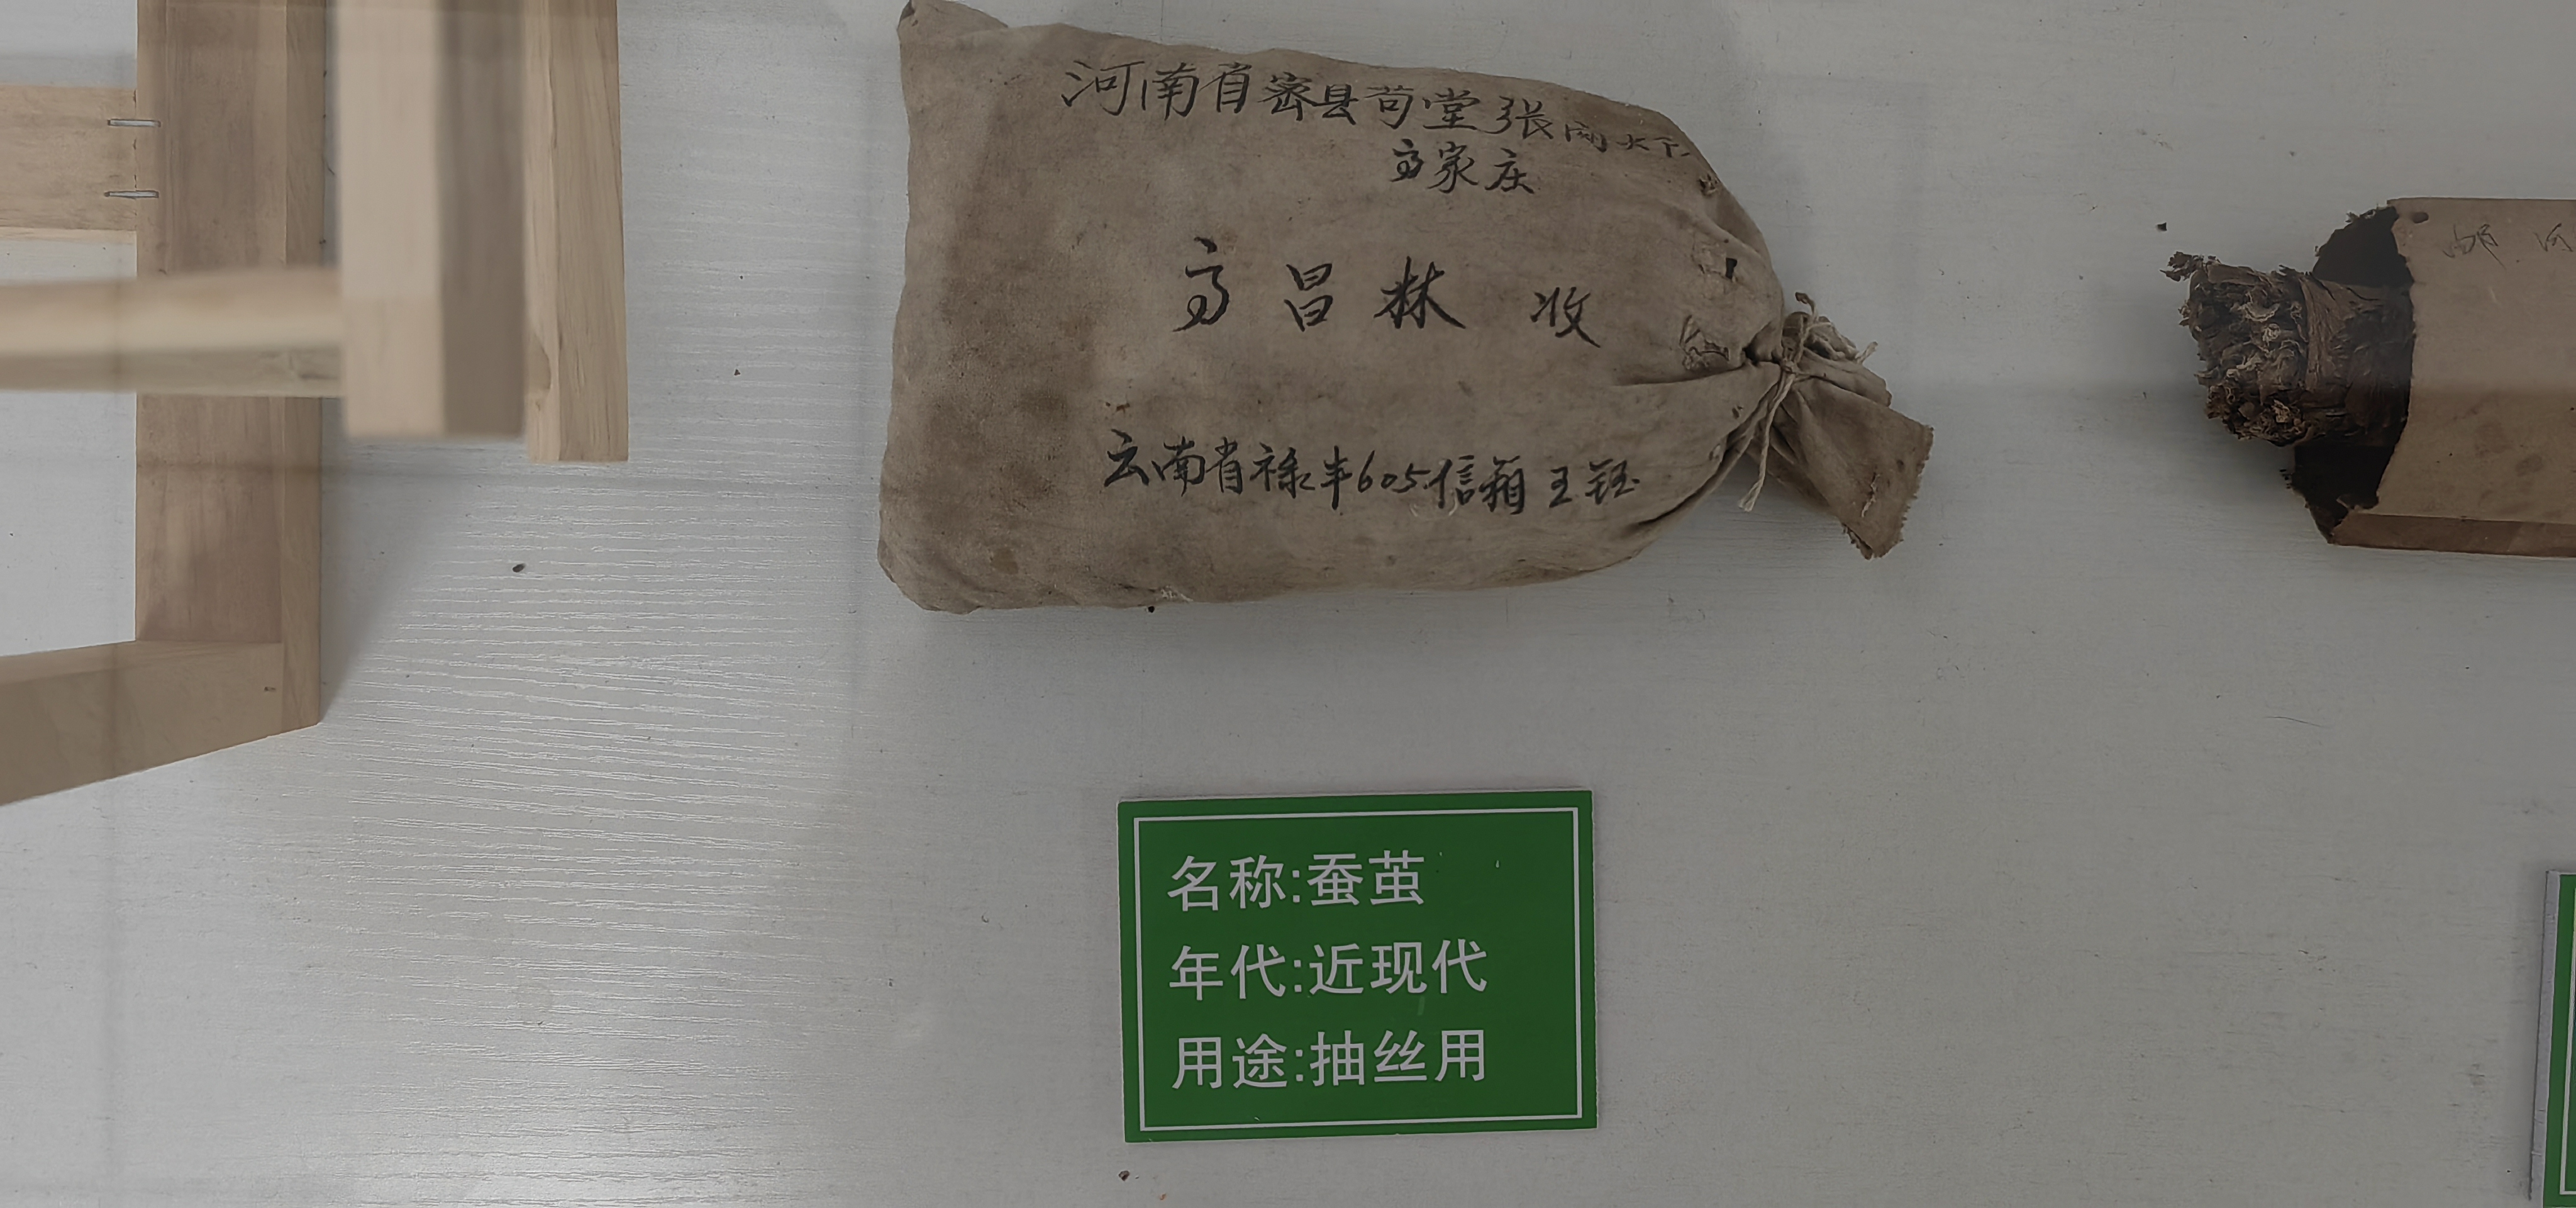 河南省密县苟堂张
高家庄
高昌林 收
云南省禄丰605信箱 王钰
名称:蚕茧
年代:近现代
用途:抽丝用